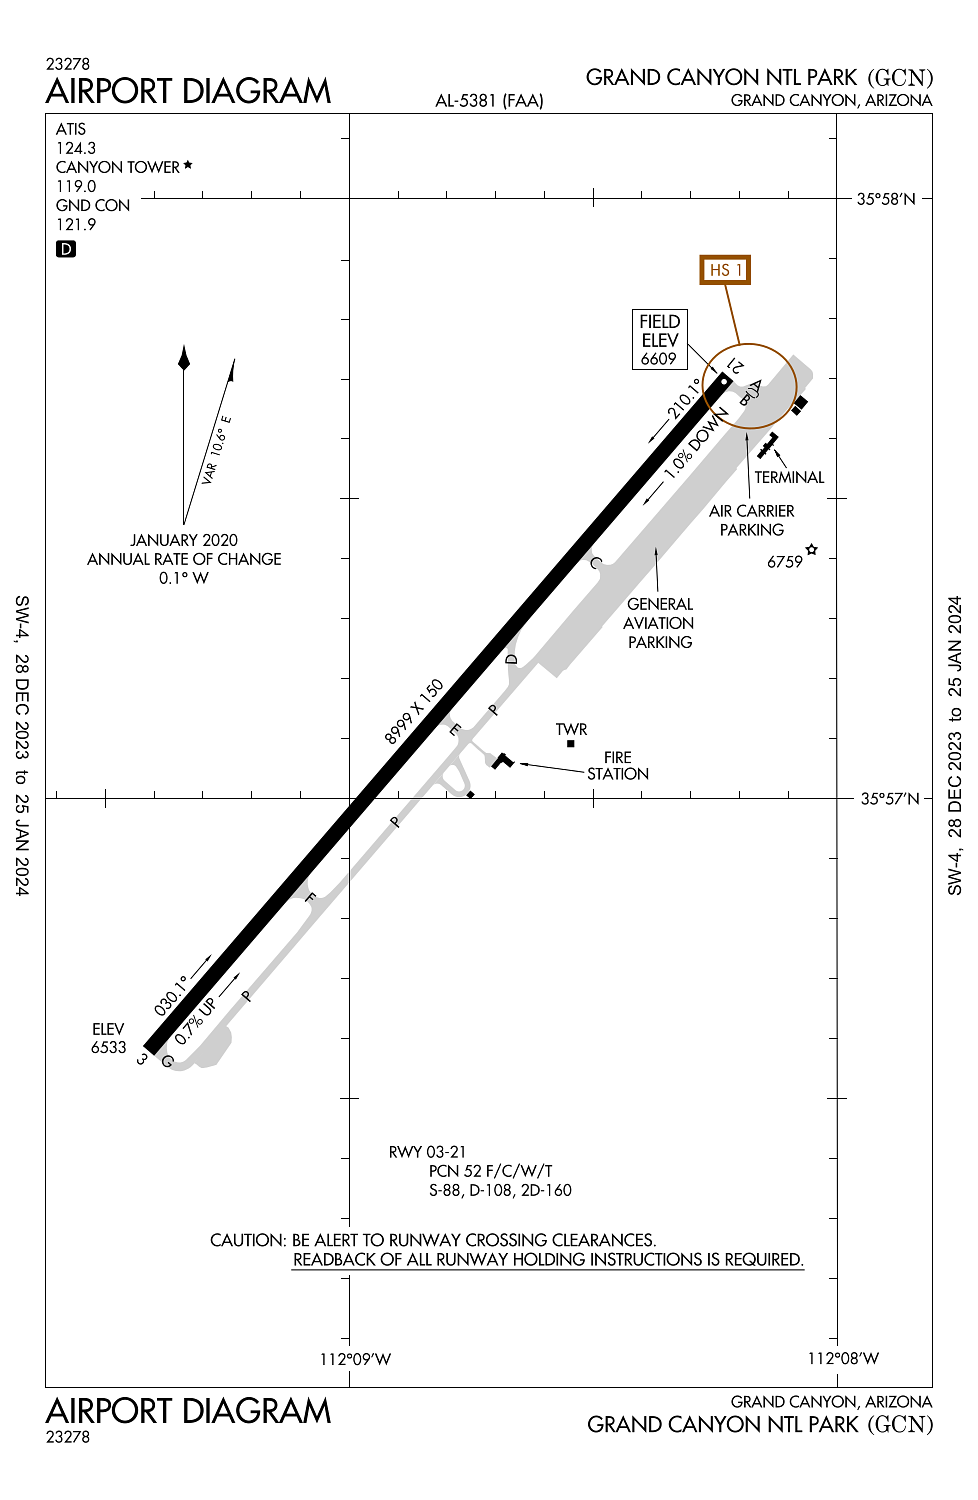 23278
AIRPORT DIAGRAM
AL-5381 (FAA)
GRAND CANYON NTL PARK (GCN)
GRAND CANYON, ARIZONA
ATIS
124.3
CANYON TOWER★
119.0
GND CON
121.9
D
35°58'N
HS 1
FIELD
ELEV
6609
21
A
B
210.1°
1.0% DOWN
VAR 10.6° E
JANUARY 2020
ANNUAL RATE OF CHANGE
0.1° W
TERMINAL
AIR CARRIER
PARKING
6759
C
GENERAL
AVIATION
PARKING
D
8999 X 150
P
E
TWR
FIRE
STATION
35°57'N
P
F
030.1°
0.7% UP
P
ELEV
6533
3
G
RWY 03-21
PCN 52 F/C/W/T
S-88, D-108, 2D-160
CAUTION: BE ALERT TO RUNWAY CROSSING CLEARANCES.
READBACK OF ALL RUNWAY HOLDING INSTRUCTIONS IS REQUIRED.
112°09'W
112°08'W
SW-4, 28 DEC 2023 to 25 JAN 2024
SW-4, 28 DEC 2023 to 25 JAN 2024
AIRPORT DIAGRAM
23278
GRAND CANYON, ARIZONA
GRAND CANYON NTL PARK (GCN)